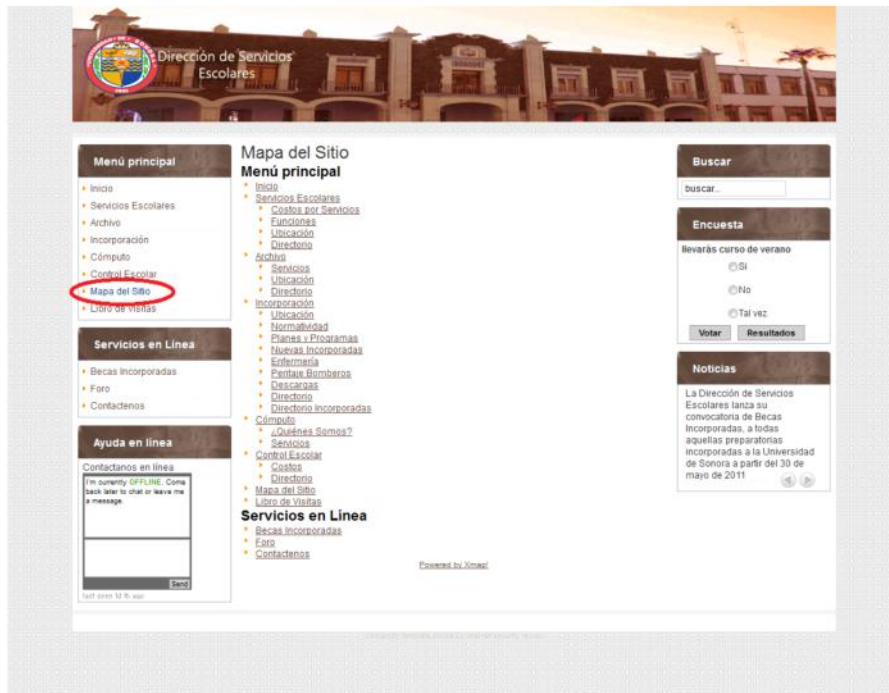 Dirección de Servicios
Escolares
Menú principal
Inicio
Servicios Escolares
Archivo
Incorporación
Cómputo
Control Escolar
Mapa del Sitio
Libro de Visitas
Servicios en Línea
Becas Incorporadas
Foro
Contactenos
Ayuda en línea
Contactanos en línea
I'm currently OFFLINE. Come
back later to chat or leave me
a message.
Send
Mapa del Sitio
Menú principal
Inicio
Servicios Escolares
Costos por Servicios
Funciones
Ubicación
Directorio
Archivo
Servicios
Ubicación
Directorio
Incorporación
Ubicación
Normatividad
Planes y Programas
Nuevas Incorporadas
Enfermería
Peritaje Bomberos
Descargas
Directorio
Directorio Incorporadas
Cómputo
¿Quiénes Somos?
Servicios
Control Escolar
Costos
Directorio
Mapa del Sitio
Libro de Visitas
Servicios en Línea
Becas Incorporadas
Foro
Contactenos
Powered by Xmap!
Buscar
buscar...
Encuesta
llevarás curso de verano
Si
No
Tal vez
Votar Resultados
Noticias
La Dirección de Servicios
Escolares lanza su
convocatoria de Becas
Incorporadas, a todas
aquellas preparatorias
incorporadas a la Universidad
de Sonora a partir del 30 de
mayo de 2011